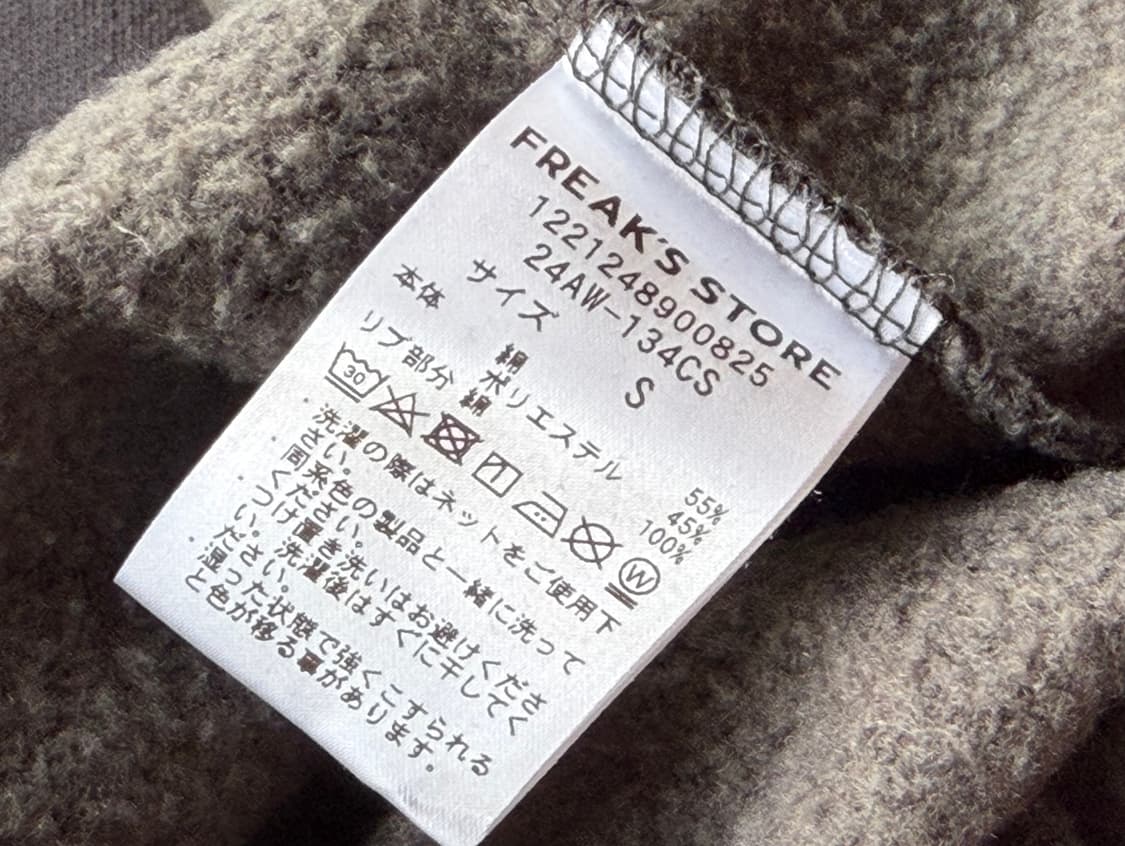 FREAK'S STORE
1221248900825
24AW-134CS
サイズ S
本体 綿 55%
ポリエステル 45%
リブ部分 綿 100%
30 W
・洗濯の際はネットをご使用下
さい。
・同系色の製品と一緒に洗って
ください。
・つけ置き洗いはお避けくださ
い。洗濯後はすぐに干してく
ださい。
・湿った状態で強くこすられる
と色が移る事があります。